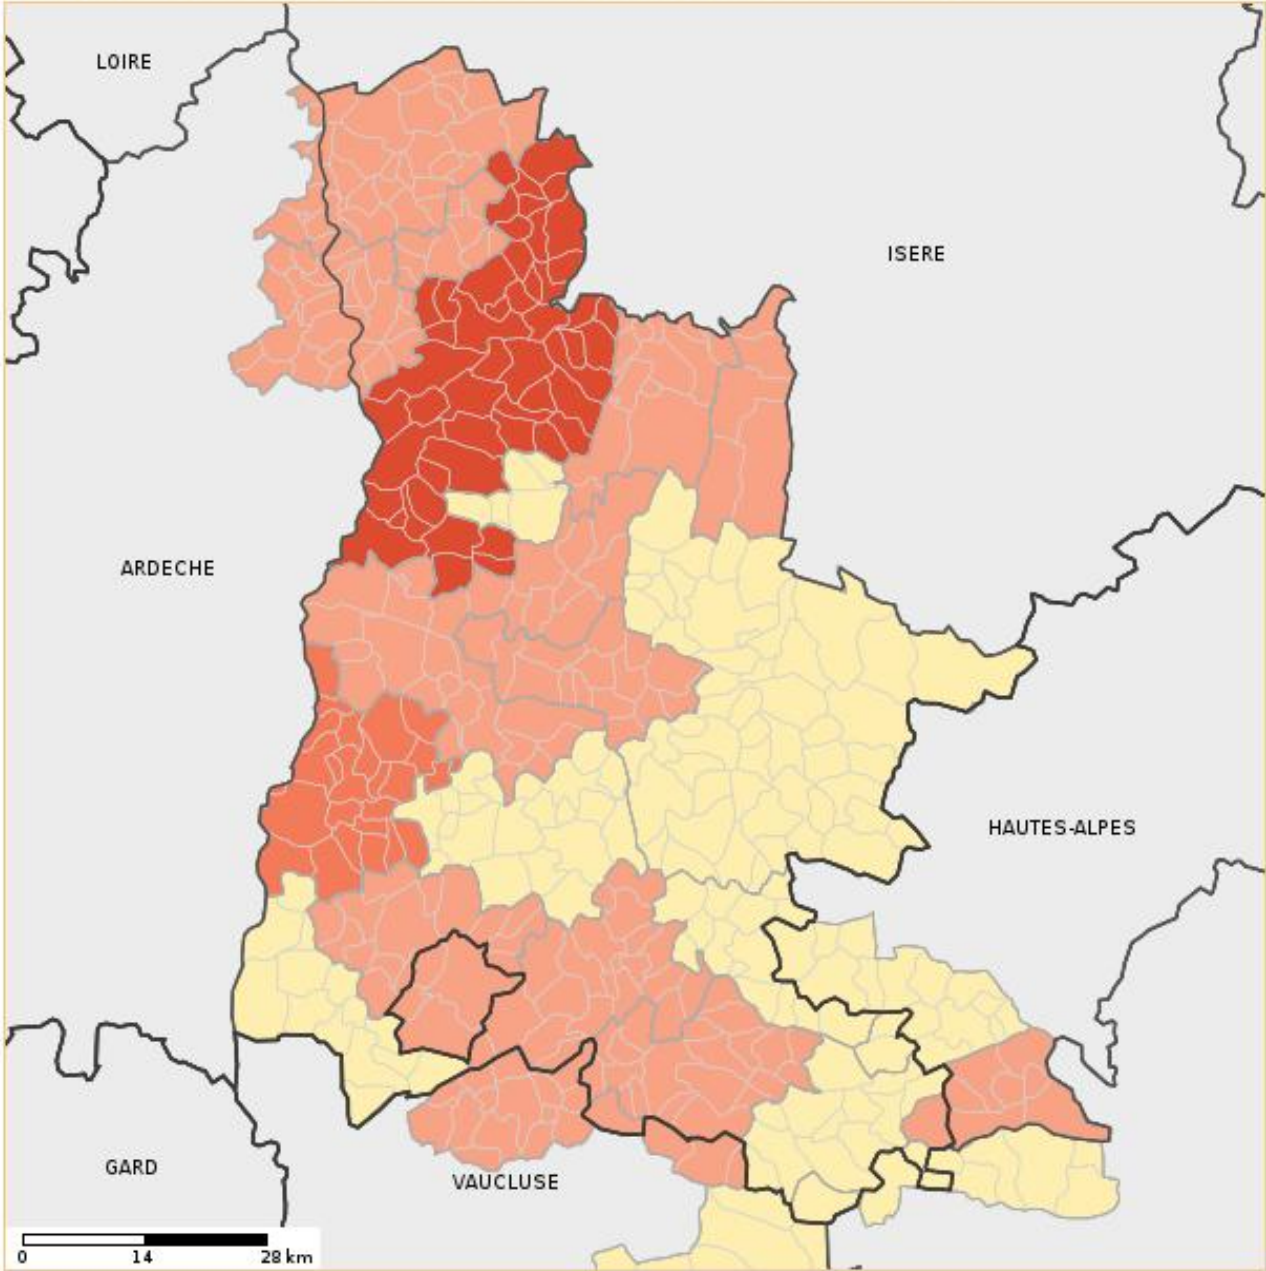 LOIRE
ISERE
ARDECHE
HAUTES-ALPES
GARD
VAUCLUSE
0 14 28 km